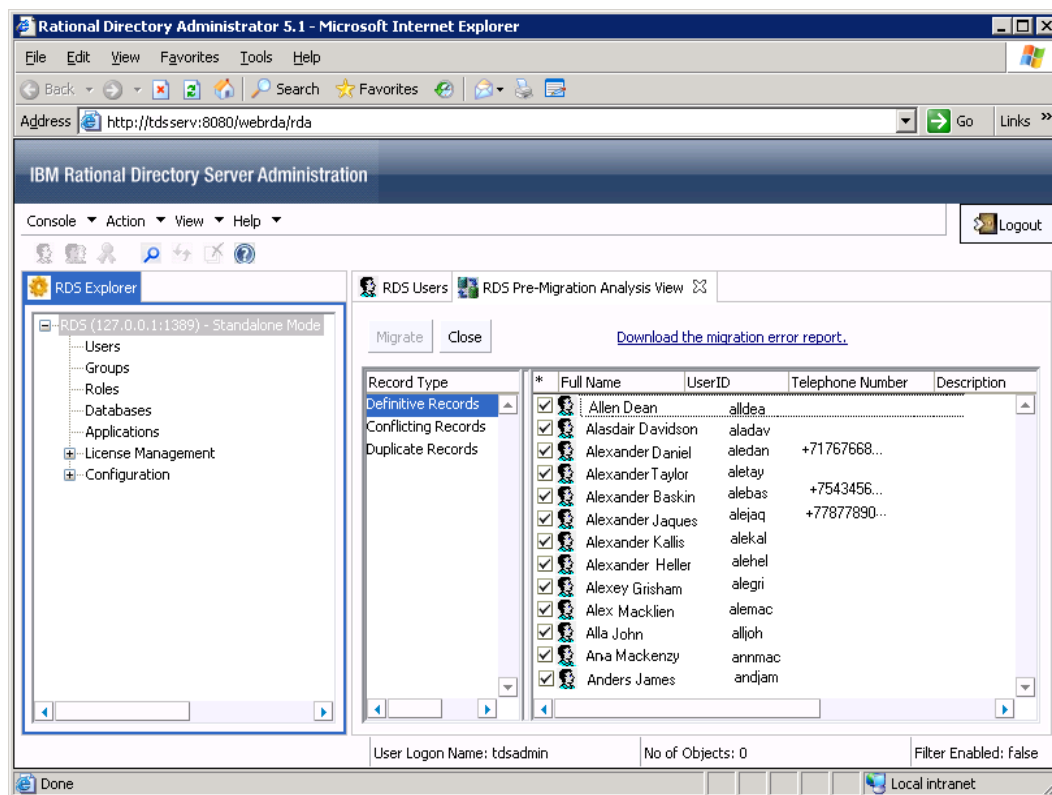 Rational Directory Administrator 5.1 - Microsoft Internet Explorer
File Edit View Favorites Tools Help
Back Search Favorites
Address http://tdsserv:8080/webrda/rda Go Links »
IBM Rational Directory Server Administration
Console Action View Help
Logout
RDS Explorer
RDS Users RDS Pre-Migration Analysis View
RDS (127.0.0.1:1389) - Standalone Mode
Users
Groups
Roles
Databases
Applications
License Management
Configuration
Migrate Close Download the migration error report.
Record Type
Definitive Records
Conflicting Records
Duplicate Records
* Full Name UserID Telephone Number Description
Allen Dean alldea
Alasdair Davidson aladav
Alexander Daniel aledan +71767668...
Alexander Taylor aletay
Alexander Baskin alebas +7543456...
Alexander Jaques alejaq +77877890...
Alexander Kallis alekal
Alexander Heller alehel
Alexey Grisham alegri
Alex Macklien alemac
Alla John alljoh
Ana Mackenzy annmac
Anders James andjam
User Logon Name: tdsadmin No of Objects: 0 Filter Enabled: false
Done Local intranet